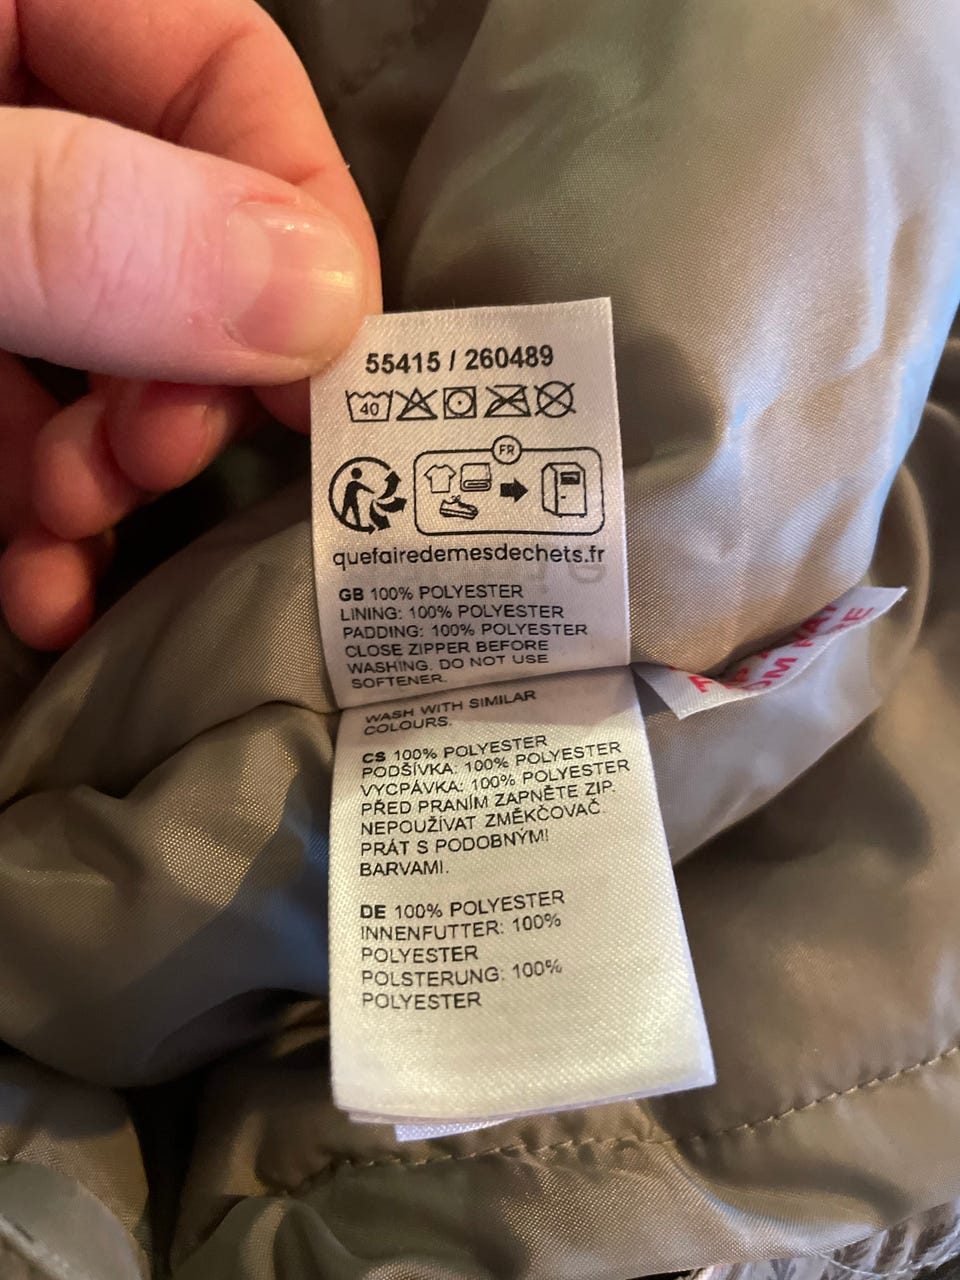 55415 / 260489
40
FR
quefairedemesdechets.fr
GB 100% POLYESTER
LINING: 100% POLYESTER
PADDING: 100% POLYESTER
CLOSE ZIPPER BEFORE
WASHING. DO NOT USE
SOFTENER.
WASH WITH SIMILAR
COLOURS.
CS 100% POLYESTER
PODŠÍVKA: 100% POLYESTER
VYCPÁVKA: 100% POLYESTER
PŘED PRANÍM ZAPNĚTE ZIP.
NEPOUŽÍVAT ZMĚKČOVAČ.
PRÁT S PODOBNÝMI
BARVAMI.
DE 100% POLYESTER
INNENFUTTER: 100%
POLYESTER
POLSTERUNG: 100%
POLYESTER